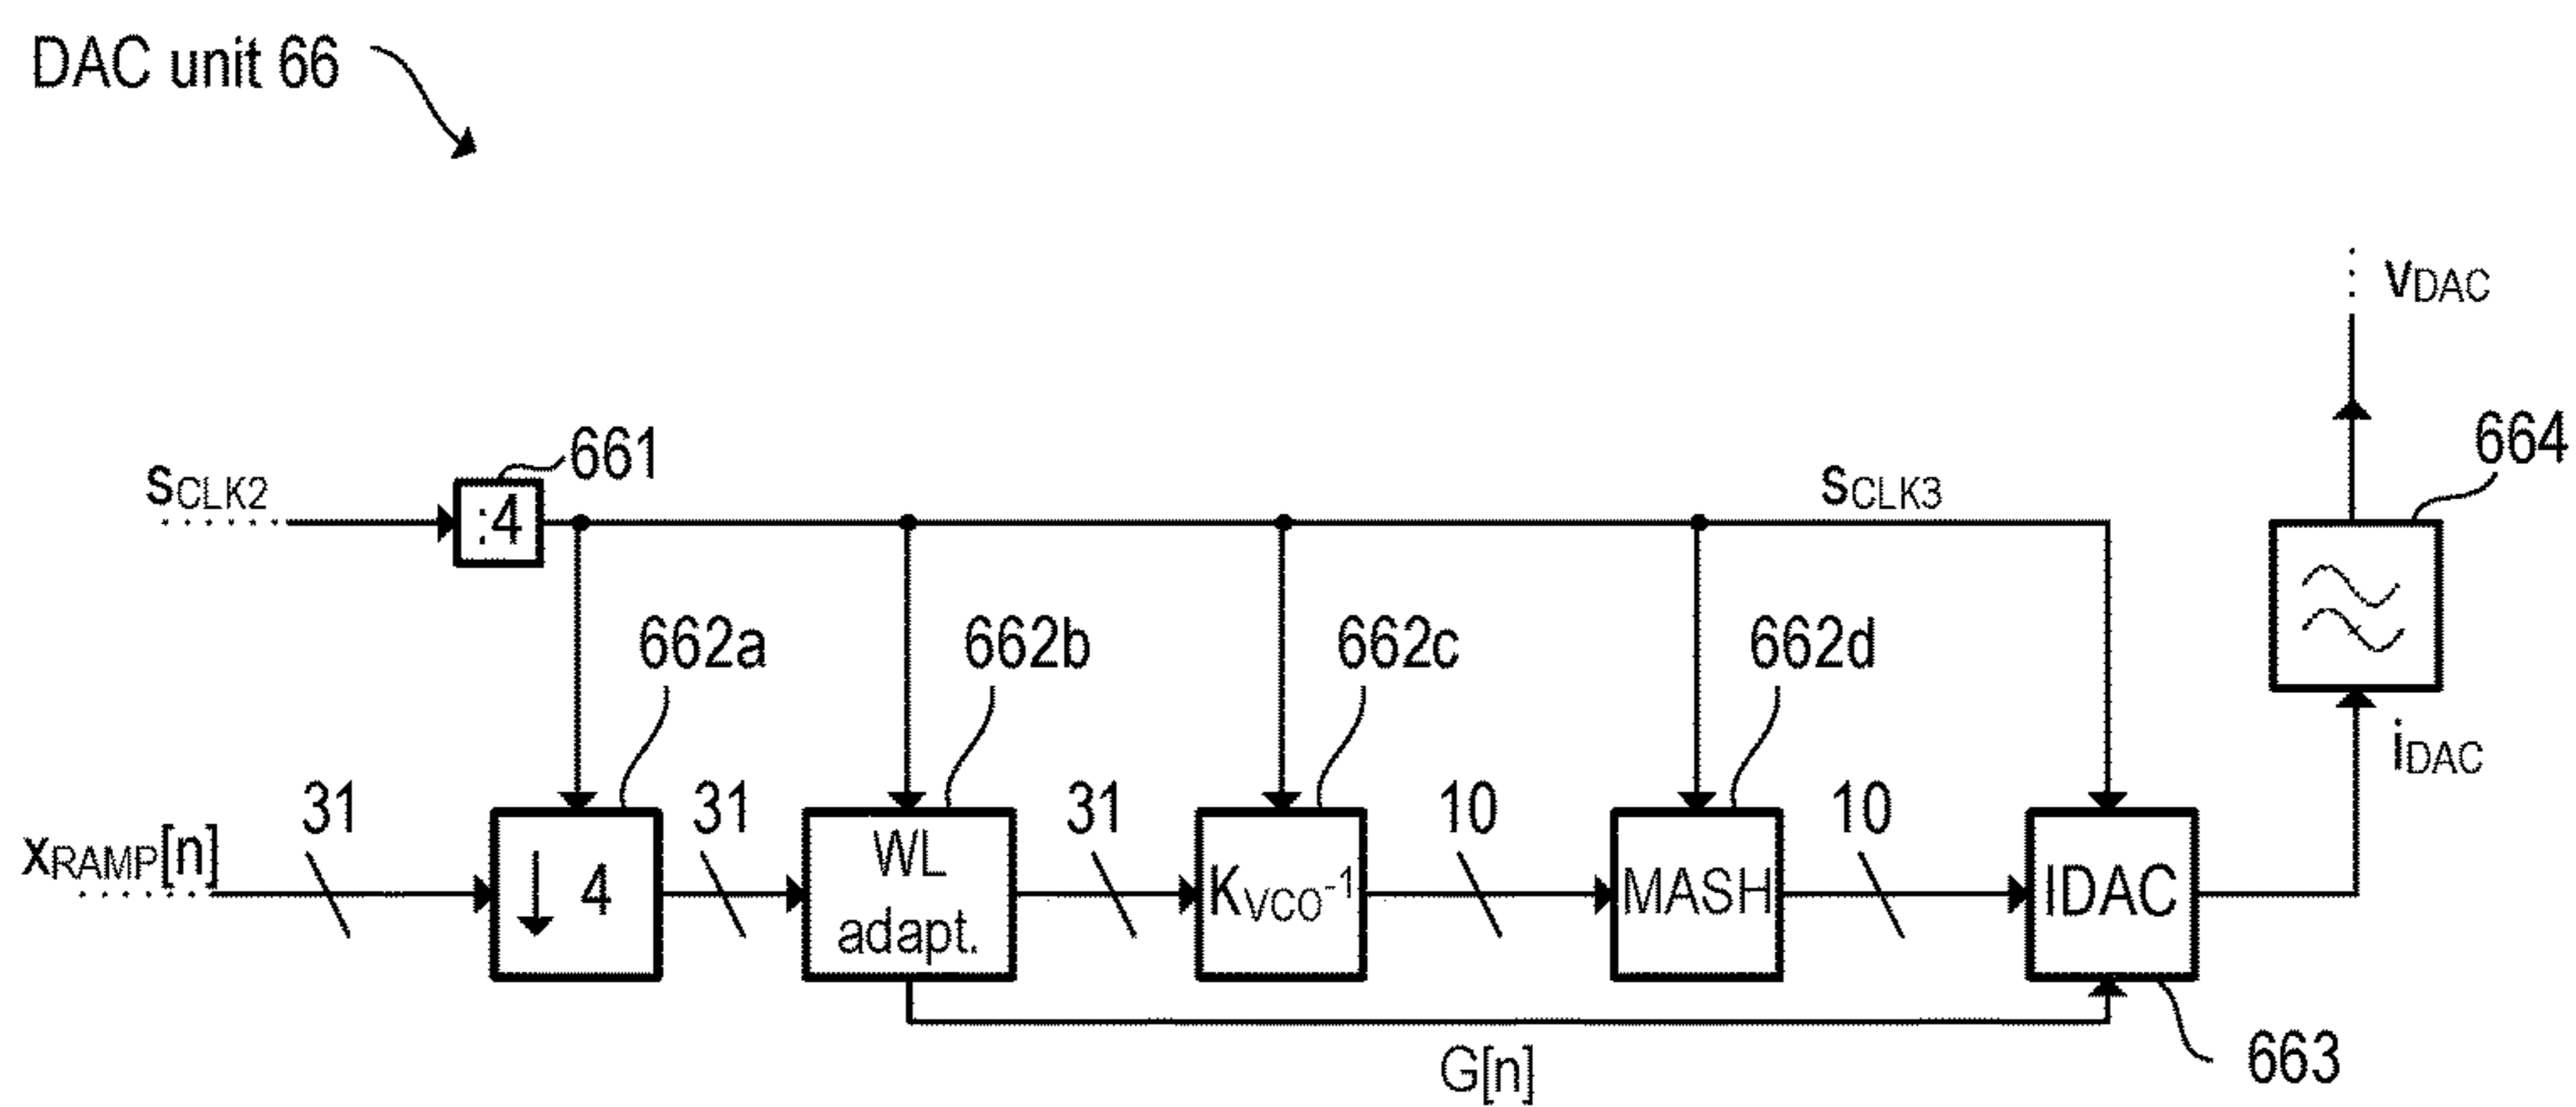 DAC unit 66
vDAC
661
664
sCLK2
:4
sCLK3
662a
662b
662c
662d
iDAC
31
31
31
10
10
xRAMP[n]
↓ 4
WL
adapt.
KVCO⁻¹
MASH
IDAC
G[n]
663